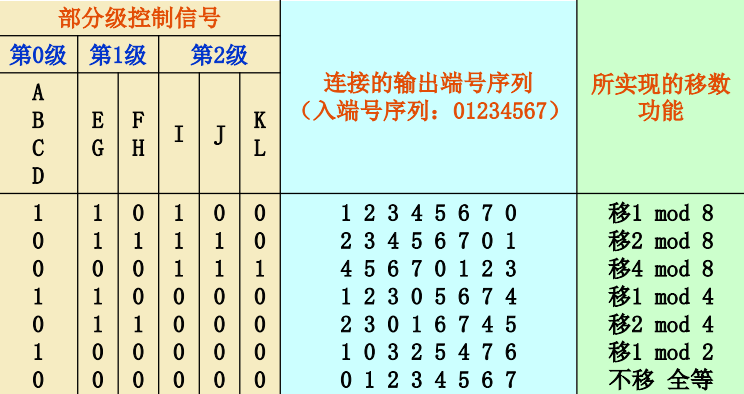 部分级控制信号
第0级 第1级 第2级
连接的输出端号序列
（入端号序列：01234567）
所实现的移数
功能
A
B
C
D
E
G
F
H
I
J
K
L
1 1 0 1 0 0 1 2 3 4 5 6 7 0 移1 mod 8
0 1 1 1 1 0 2 3 4 5 6 7 0 1 移2 mod 8
0 0 0 1 1 1 4 5 6 7 0 1 2 3 移4 mod 8
1 1 0 0 0 0 1 2 3 0 5 6 7 4 移1 mod 4
0 1 1 0 0 0 2 3 0 1 6 7 4 5 移2 mod 4
1 0 0 0 0 0 1 0 3 2 5 4 7 6 移1 mod 2
0 0 0 0 0 0 0 1 2 3 4 5 6 7 不移 全等